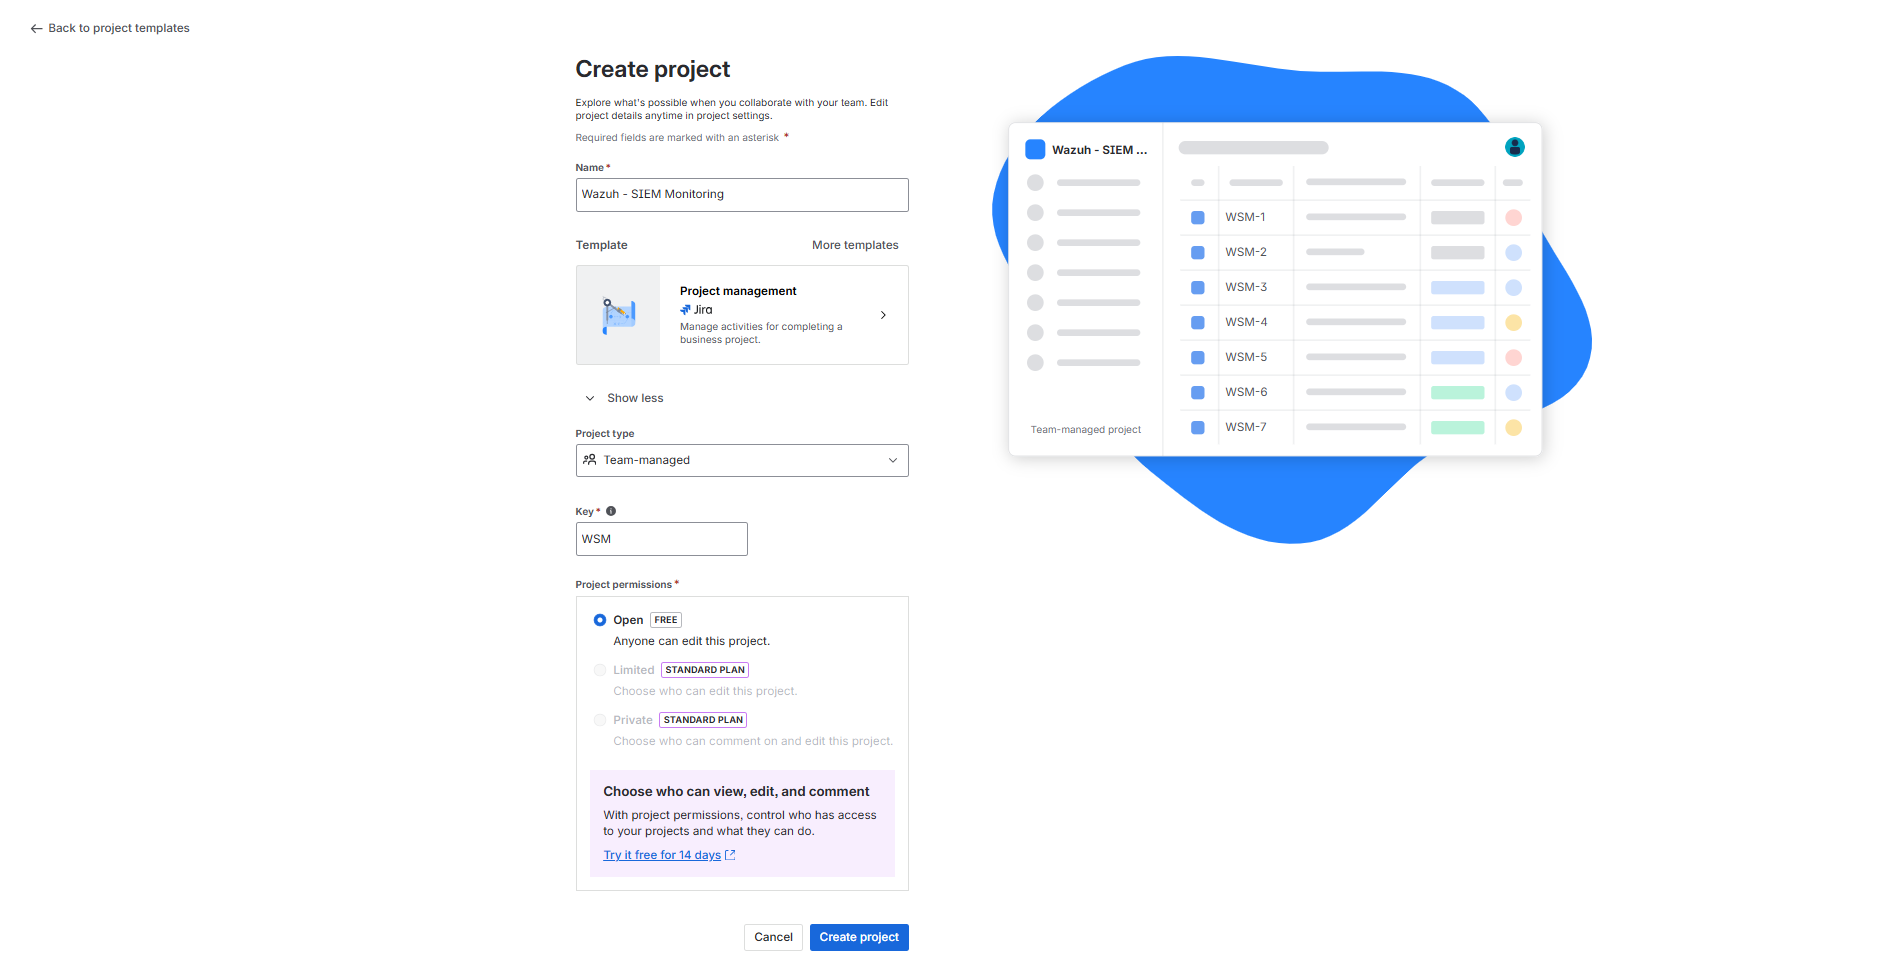 Back to project templates
Create project
Explore what's possible when you collaborate with your team. Edit
project details anytime in project settings.
Required fields are marked with an asterisk *
Name *
Wazuh - SIEM Monitoring
Template
More templates
Project management
Jira
Manage activities for completing a
business project.
Show less
Project type
Team-managed
Key *
WSM
Project permissions *
Open FREE
Anyone can edit this project.
Limited STANDARD PLAN
Choose who can edit this project.
Private STANDARD PLAN
Choose who can comment on and edit this project.
Choose who can view, edit, and comment
With project permissions, control who has access
to your projects and what they can do.
Try it free for 14 days
Cancel
Create project
Wazuh - SIEM ...
WSM-1
WSM-2
WSM-3
WSM-4
WSM-5
WSM-6
WSM-7
Team-managed project